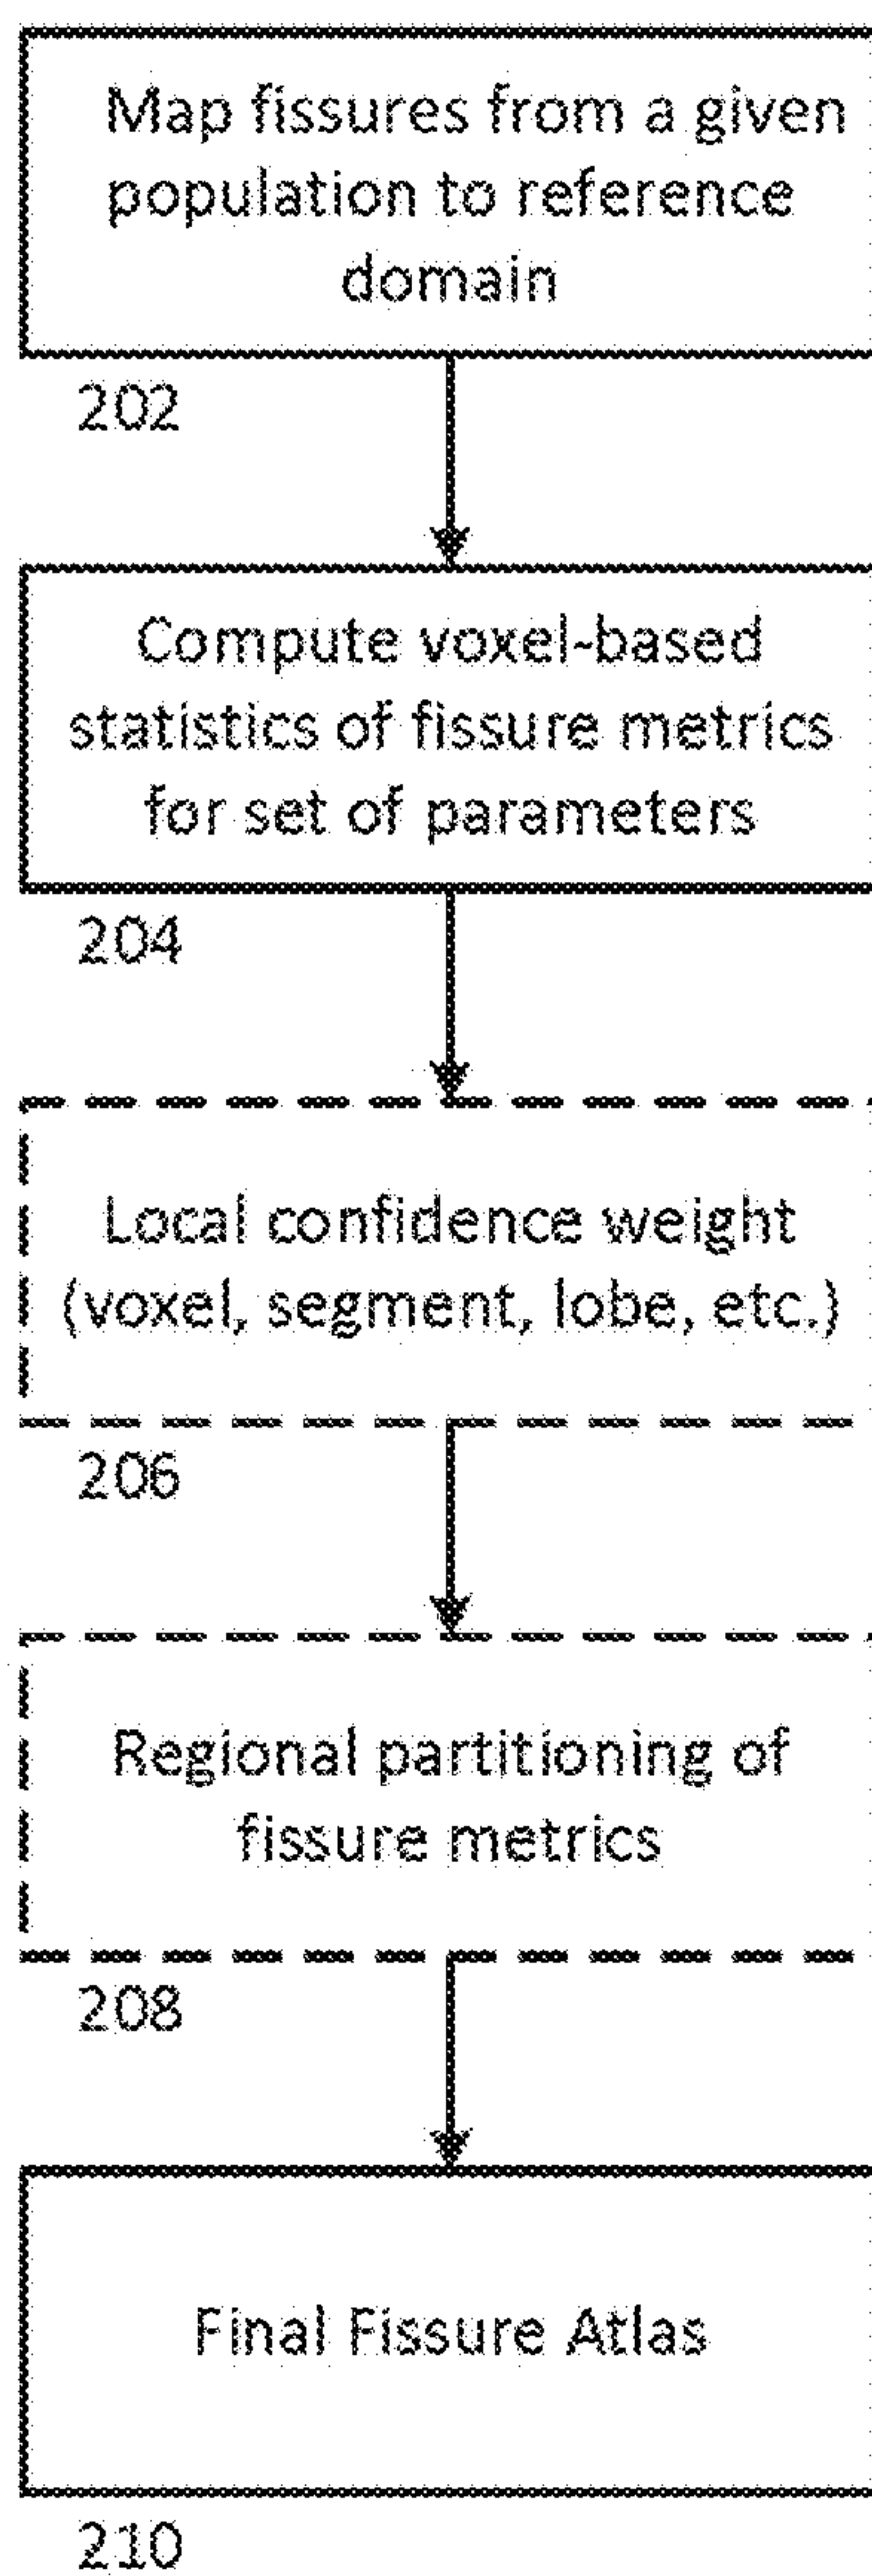 Map fissures from a given
population to reference
domain
202
Compute voxel-based
statistics of fissure metrics
for set of parameters
204
Local confidence weight
(voxel, segment, lobe, etc.)
206
Regional partitioning of
fissure metrics
208
Final Fissure Atlas
210